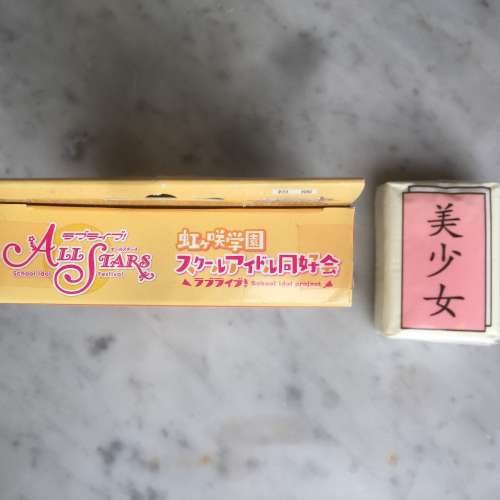 ラブライブ!
ALL STARS
School idol Festival
虹ヶ咲学園
スクールアイドル同好会
ラブライブ! School idol project
美少女